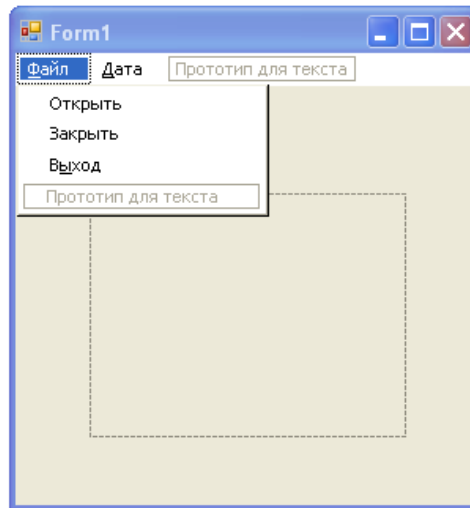 Form1
Файл Дата Прототип для текста
Открыть
Закрыть
Выход
Прототип для текста